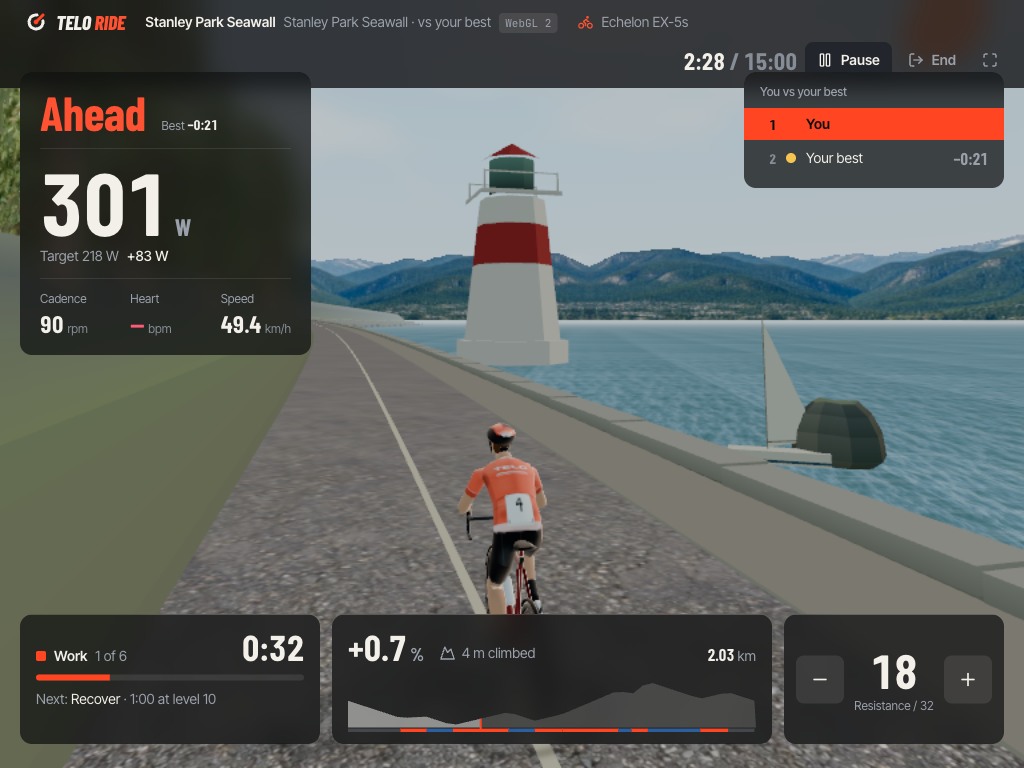 TELO RIDE Stanley Park Seawall Stanley Park Seawall · vs your best WebGL 2 Echelon EX-5s
2:28 / 15:00 Pause End
Ahead Best −0:21
301 W
Target 218 W +83 W
Cadence Heart Speed
90 rpm — bpm 49.4 km/h
You vs your best
1 You
2 Your best −0:21
TELO
4
Work 1 of 6 0:32
Next: Recover · 1:00 at level 10
+0.7 % 4 m climbed 2.03 km
− 18 +
Resistance / 32